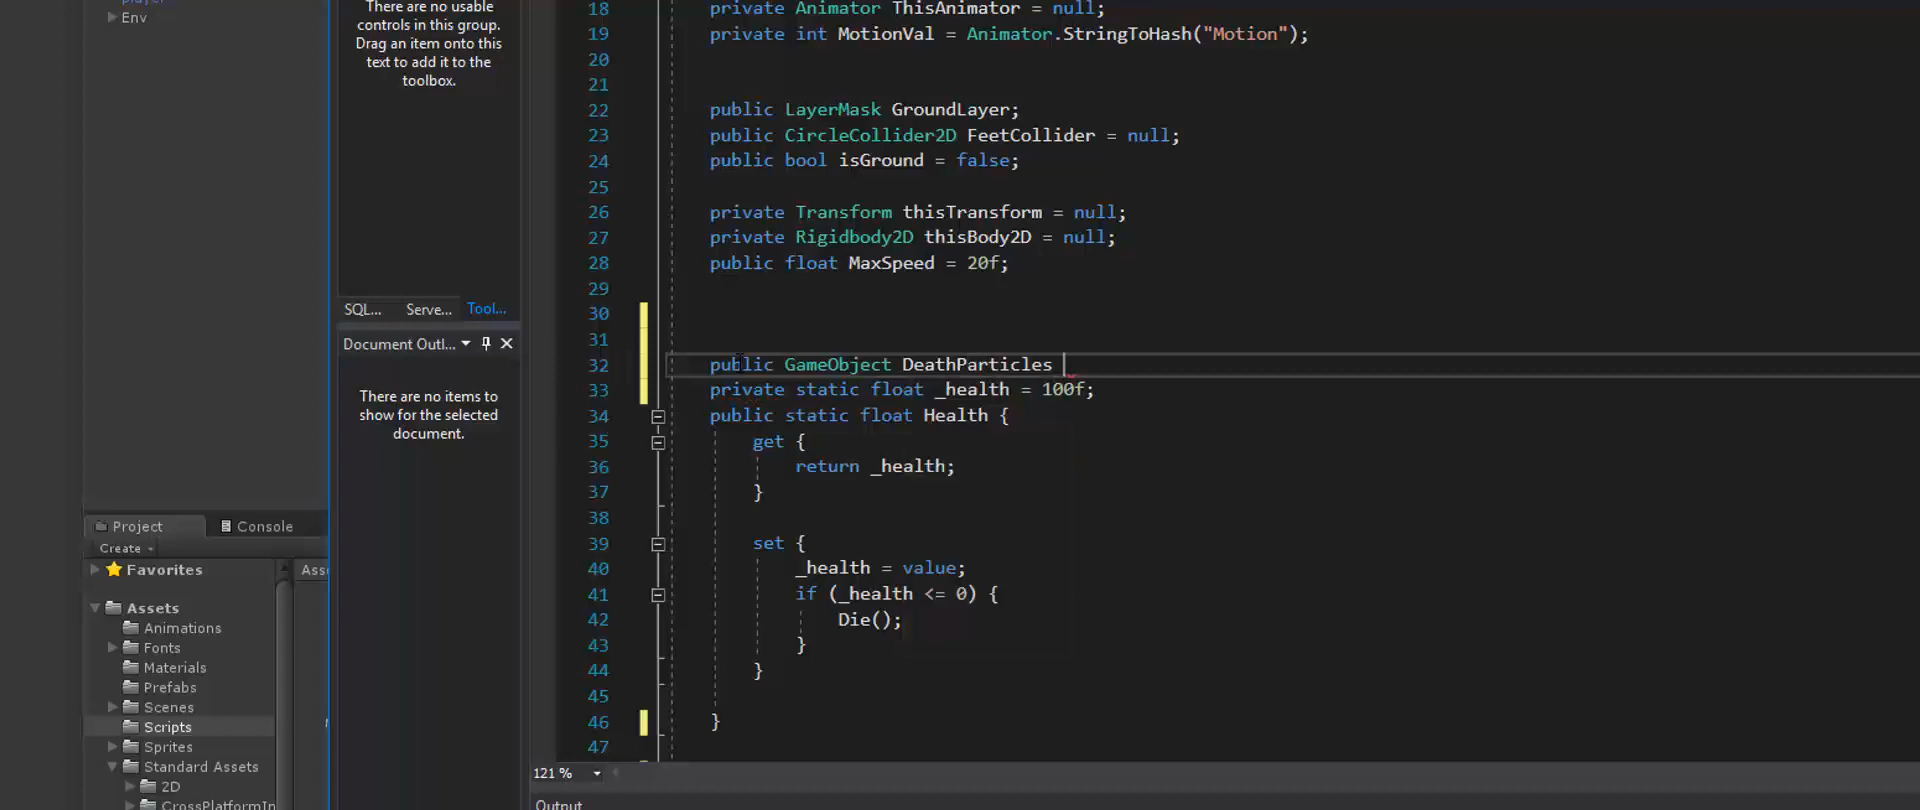 Env
There are no usable
controls in this group.
Drag an item onto this
text to add it to the
toolbox.
SQL... Serve... Tool...
Document Outl...
There are no items to
show for the selected
document.
Project Console
Create
Favorites
Ass
Assets
Animations
Fonts
Materials
Prefabs
Scenes
Scripts
Sprites
Standard Assets
2D
CrossPlatformIn
18 private Animator ThisAnimator = null;
19 private int MotionVal = Animator.StringToHash("Motion");
20
21
22 public LayerMask GroundLayer;
23 public CircleCollider2D FeetCollider = null;
24 public bool isGround = false;
25
26 private Transform thisTransform = null;
27 private Rigidbody2D thisBody2D = null;
28 public float MaxSpeed = 20f;
29
30
31
32 public GameObject DeathParticles
33 private static float _health = 100f;
34 public static float Health {
35 get {
36 return _health;
37 }
38
39 set {
40 _health = value;
41 if (_health <= 0) {
42 Die();
43 }
44 }
45
46 }
47
121 %
Output